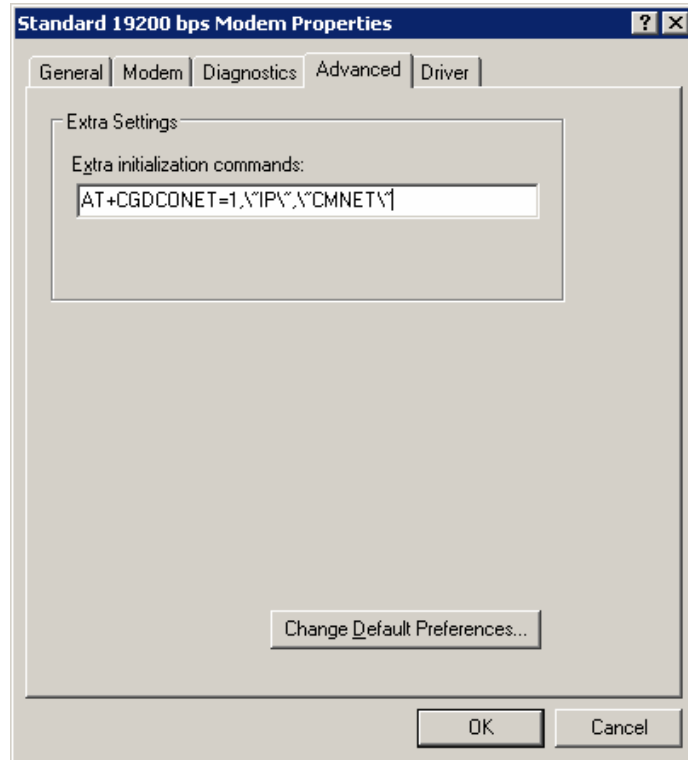 Standard 19200 bps Modem Properties
General Modem Diagnostics Advanced Driver
Extra Settings
Extra initialization commands:
AT+CGDCONET=1,\"IP\",\"CMNET\"
Change Default Preferences...
OK Cancel